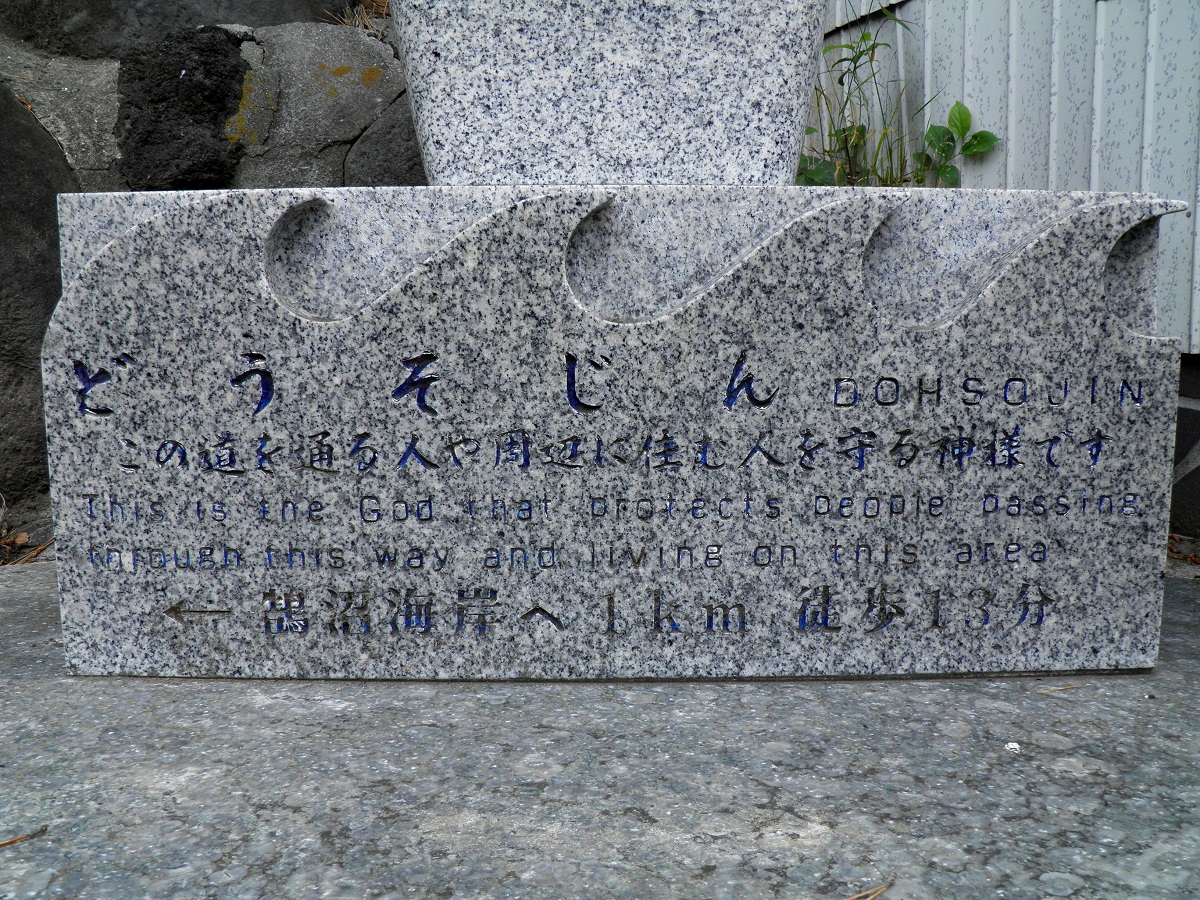 どうそじん DOHSOJIN
この道を通る人や周辺に住む人を守る神様です
This is the God that protects people passing
through this way and living on this area
← 鵠沼海岸へ 1km 徒歩13分